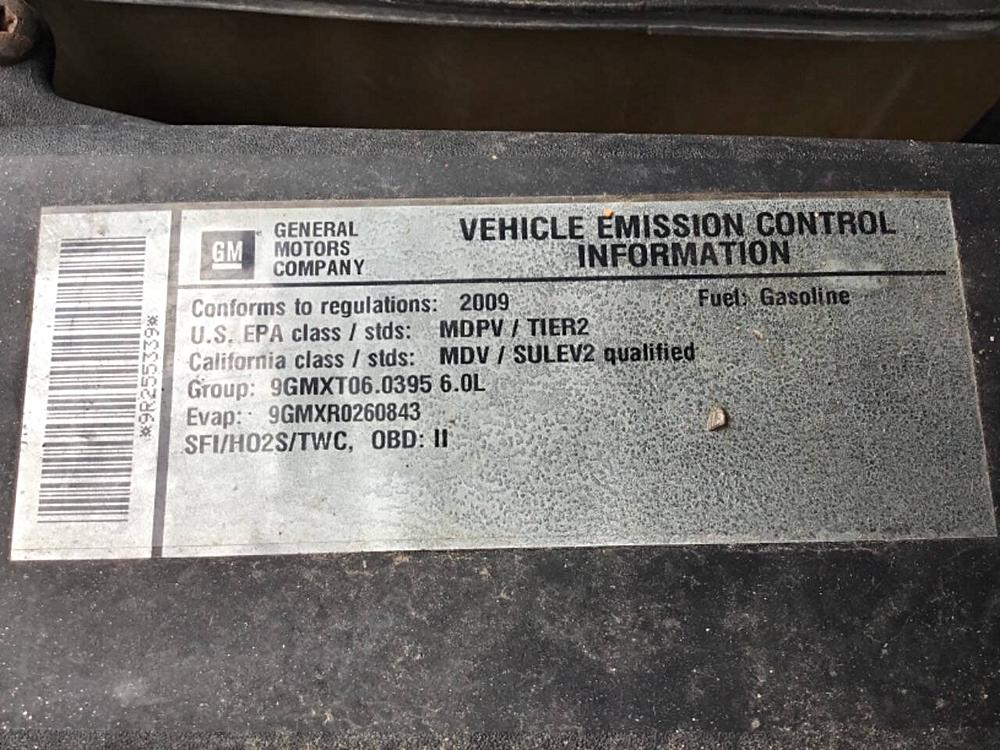 GM
GENERAL
MOTORS
COMPANY
VEHICLE EMISSION CONTROL
INFORMATION
Conforms to regulations: 2009
Fuel: Gasoline
U.S. EPA class / stds: MDPV / TIER2
California class / stds: MDV / SULEV2 qualified
Group: 9GMXT06.0395 6.0L
Evap: 9GMXR0260843
SFI/HO2S/TWC, OBD: II
*9R255339*